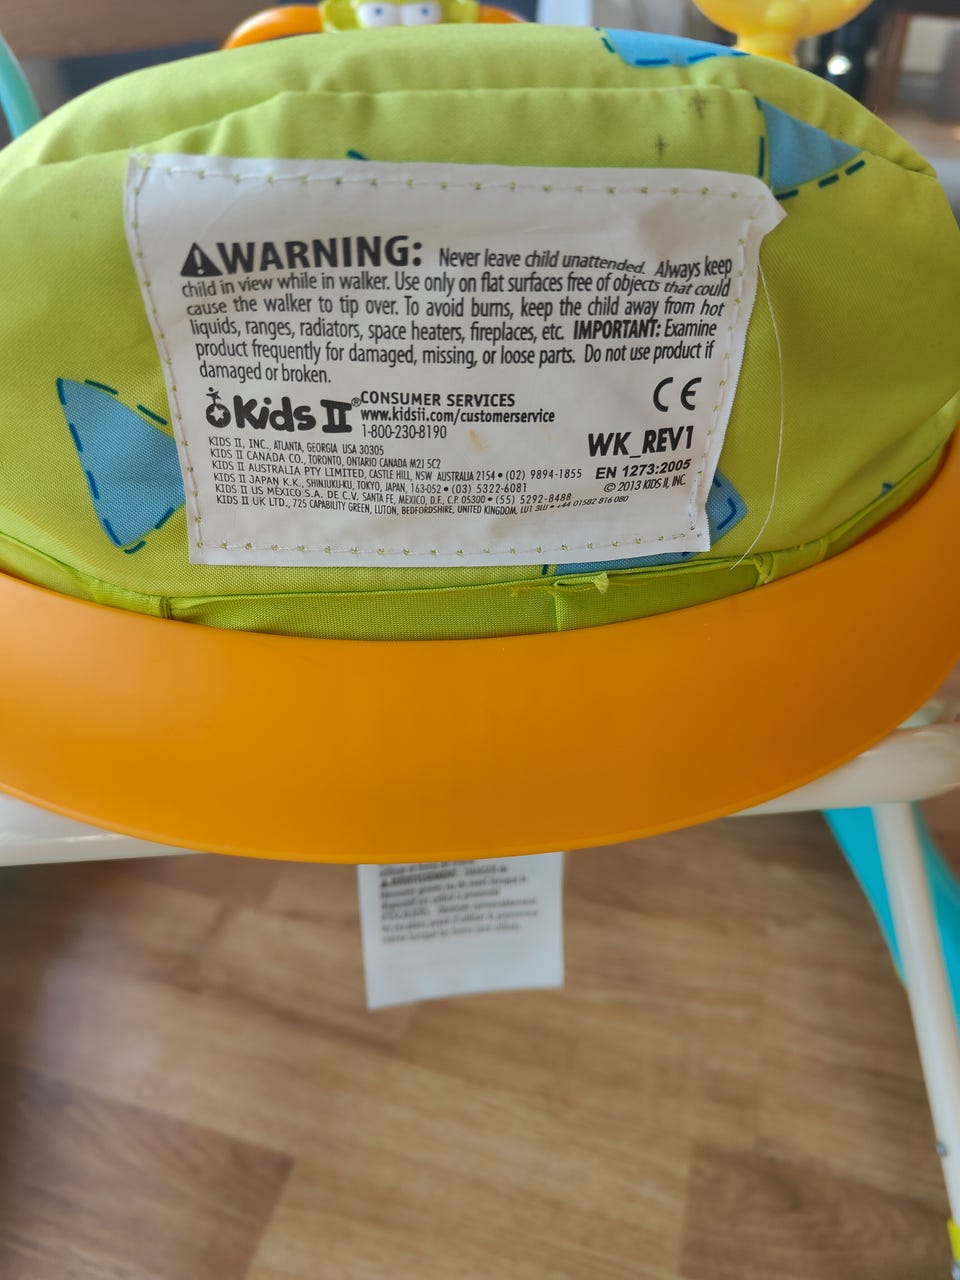 WARNING: Never leave child unattended. Always keep
child in view while in walker. Use only on flat surfaces free of objects that could
cause the walker to tip over. To avoid burns, keep the child away from hot
liquids, ranges, radiators, space heaters, fireplaces, etc. IMPORTANT: Examine
product frequently for damaged, missing, or loose parts. Do not use product if
damaged or broken.
CE
Kids II® CONSUMER SERVICES
www.kidsii.com/customerservice
1-800-230-8190
WK_REV1
EN 1273:2005
© 2013 KIDS II, INC.
KIDS II, INC., ATLANTA, GEORGIA USA 30305
KIDS II CANADA CO., TORONTO, ONTARIO CANADA M2J 5C2
KIDS II AUSTRALIA PTY LIMITED, CASTLE HILL, NSW AUSTRALIA 2154 • (02) 9894-1855
KIDS II JAPAN K.K., SHINJUKU-KU, TOKYO, JAPAN, 163-052 • (03) 5322-6081
KIDS II US MÉXICO S.A. DE C.V. SANTA FE, MEXICO, D.F., C.P. 05300 • (55) 5292-8488
KIDS II UK LTD., 725 CAPABILITY GREEN, LUTON, BEDFORDSHIRE, UNITED KINGDOM, LU1 3LU • +44 01582 816 080